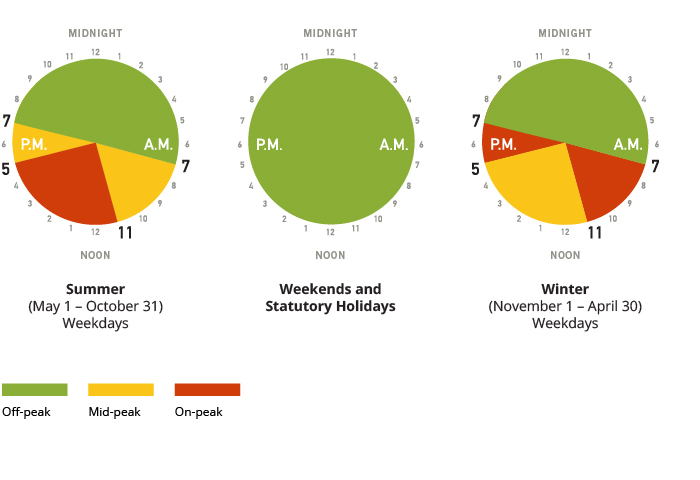 MIDNIGHT
12
11 1
10 2
9 3
8 4
7 5
P.M. A.M.
6 6
5 7
4 8
3 9
2 10
1 12 11
NOON
Summer
(May 1 – October 31)
Weekdays
MIDNIGHT
12
11 1
10 2
9 3
8 4
7 5
6 P.M. A.M. 6
5 7
4 8
3 9
2 10
1 12 11
NOON
Weekends and
Statutory Holidays
MIDNIGHT
12
11 1
10 2
9 3
8 4
7 5
P.M. A.M.
6 6
5 7
4 8
3 9
2 10
1 12 11
NOON
Winter
(November 1 – April 30)
Weekdays
Off-peak Mid-peak On-peak